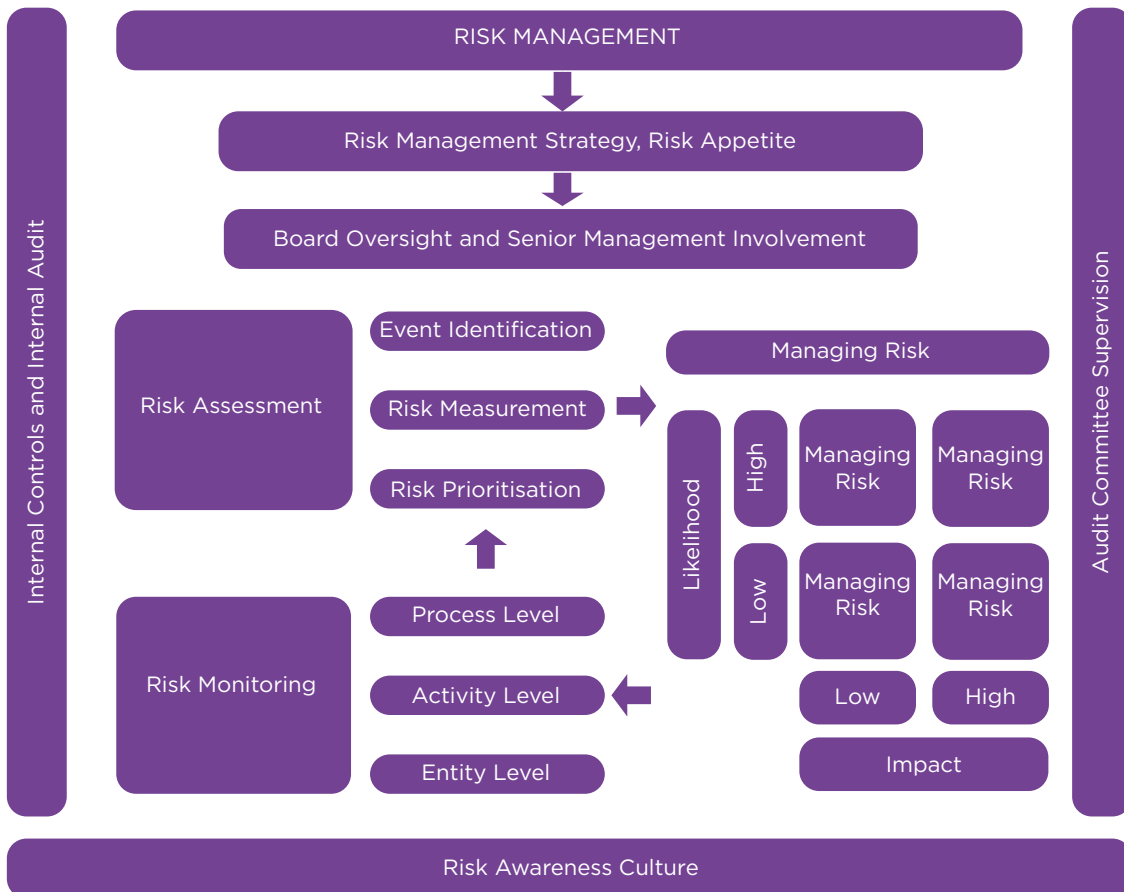 RISK MANAGEMENT
Risk Management Strategy, Risk Appetite
Board Oversight and Senior Management Involvement
Internal Controls and Internal Audit
Risk Assessment
Event Identification
Risk Measurement
Risk Prioritisation
Managing Risk
Likelihood
High
Managing
Risk
Managing
Risk
Low
Managing
Risk
Managing
Risk
Low
High
Impact
Risk Monitoring
Process Level
Activity Level
Entity Level
Audit Committee Supervision
Risk Awareness Culture